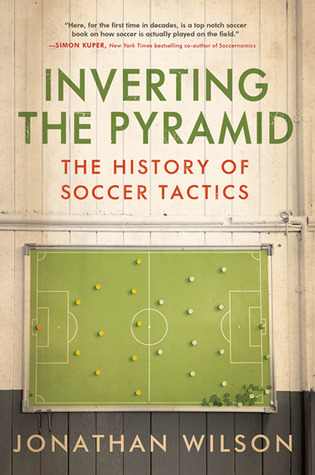 "Here, for the first time in decades, is a top notch soccer
book on how soccer is actually played on the field."
—SIMON KUPER, New York Times bestselling co-author of Soccernomics
INVERTING
THE PYRAMID
THE HISTORY OF
SOCCER TACTICS
JONATHAN WILSON